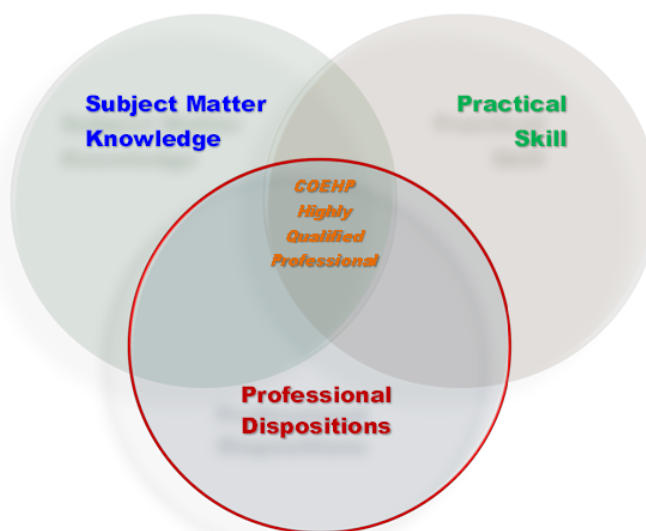 Subject Matter
Knowledge
Practical
Skill
COEHP
Highly
Qualified
Professional
Professional
Dispositions